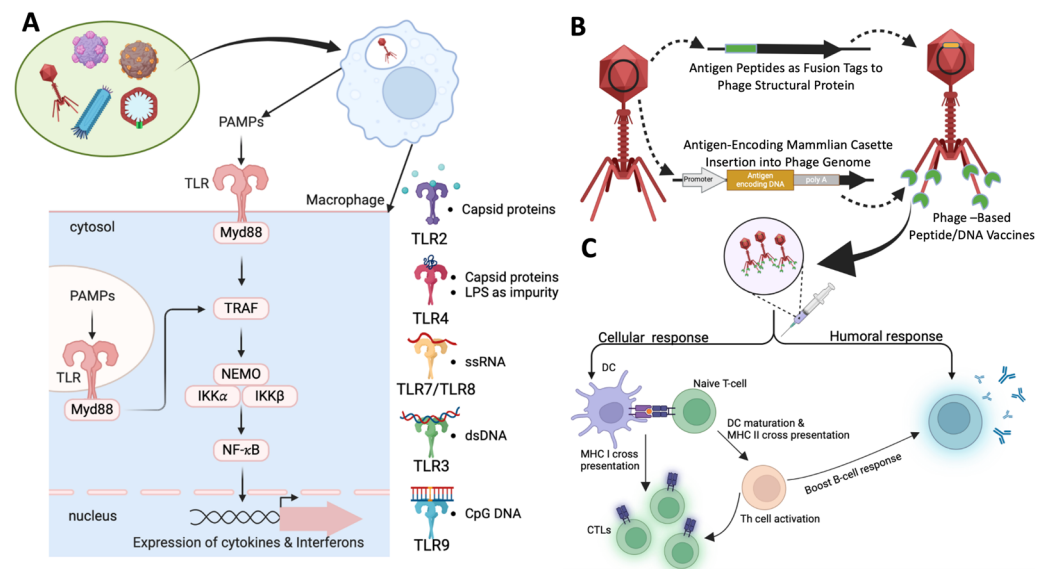 A
PAMPs
TLR
Macrophage
cytosol
Myd88
PAMPs
TRAF
TLR
NEMO
IKKα IKKβ
Myd88
NF-κB
nucleus
Expression of cytokines & Interferons
• Capsid proteins
TLR2
• Capsid proteins
• LPS as impurity
TLR4
• ssRNA
TLR7/TLR8
• dsDNA
TLR3
• CpG DNA
TLR9
B
Antigen Peptides as Fusion Tags to
Phage Structural Protein
Antigen-Encoding Mammlian Casette
Insertion into Phage Genome
Promoter Antigen
encoding DNA poly A
Phage –Based
Peptide/DNA Vaccines
C
Cellular response
Humoral response
DC
Naive T-cell
DC maturation &
MHC II cross presentation
MHC I cross
presentation
Boost B-cell response
CTLs
Th cell activation